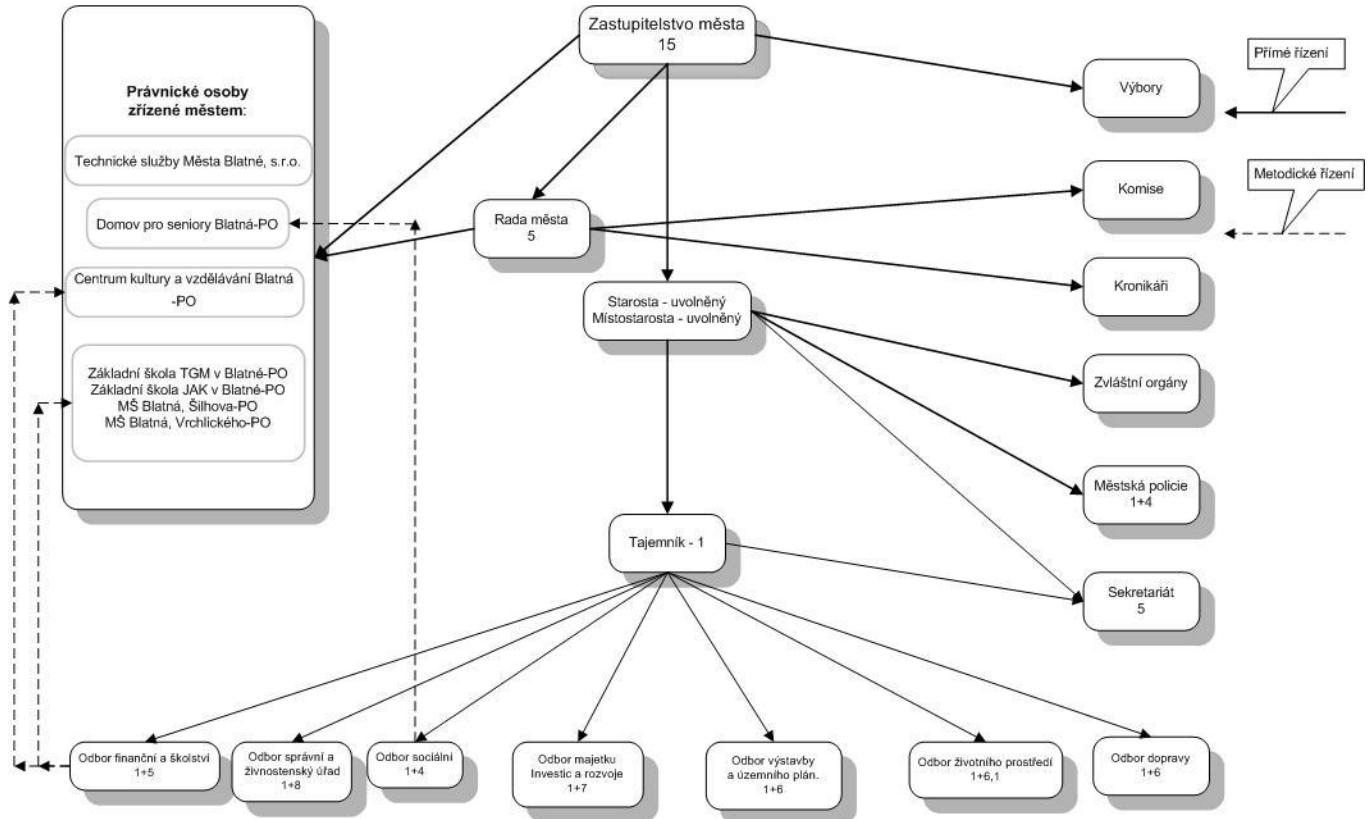 Zastupitelstvo města
15
Přímé řízení
Právnické osoby
zřízené městem:
Výbory
Technické služby Města Blatné, s.r.o.
Metodické řízení
Komise
Domov pro seniory Blatná-PO
Rada města
5
Centrum kultury a vzdělávání Blatná
-PO
Kronikáři
Starosta - uvolněný
Místostarosta - uvolněný
Základní škola TGM v Blatné-PO
Základní škola JAK v Blatné-PO
MŠ Blatná, Šilhova-PO
MŠ Blatná, Vrchlického-PO
Zvláštní orgány
Městská policie
1+4
Tajemník - 1
Sekretariát
5
Odbor finanční a školství
1+5
Odbor správní a
živnostenský úřad
1+8
Odbor sociální
1+4
Odbor majetku
Investic a rozvoje
1+7
Odbor výstavby
a územního plán.
1+6
Odbor životního prostředí
1+6,1
Odbor dopravy
1+6